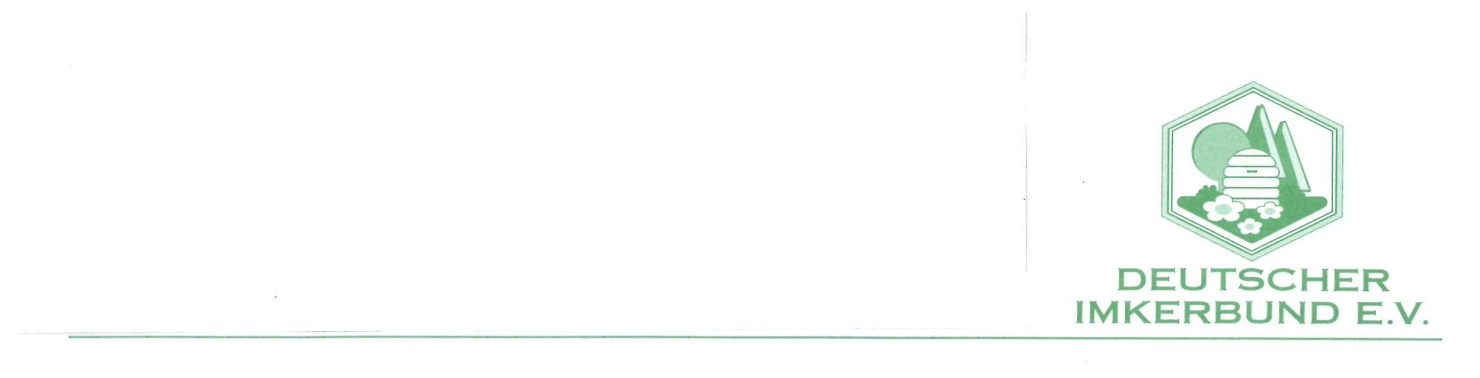 DEUTSCHER
IMKERBUND E.V.